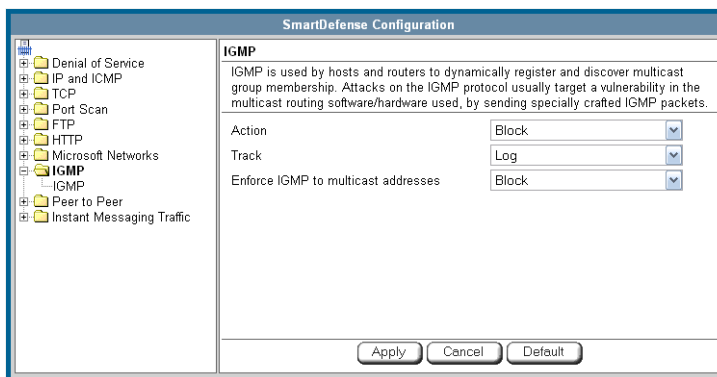 SmartDefense Configuration
Denial of Service
IP and ICMP
TCP
Port Scan
FTP
HTTP
Microsoft Networks
IGMP
IGMP
Peer to Peer
Instant Messaging Traffic
IGMP
IGMP is used by hosts and routers to dynamically register and discover multicast
group membership. Attacks on the IGMP protocol usually target a vulnerability in the
multicast routing software/hardware used, by sending specially crafted IGMP packets.
Action Block
Track Log
Enforce IGMP to multicast addresses Block
Apply Cancel Default